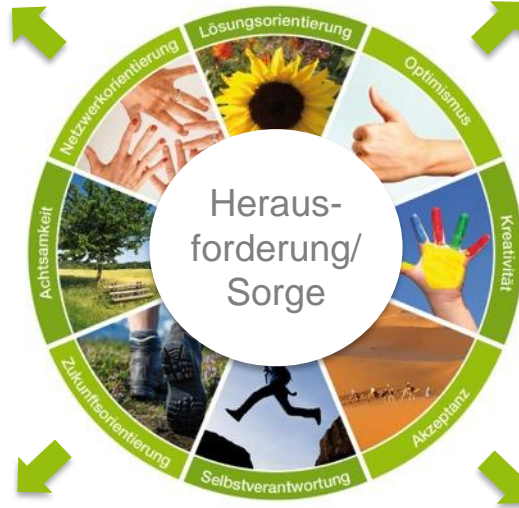 Lösungsorientierung
Optimismus
Kreativität
Akzeptanz
Selbstverantwortung
Zukunftsorientierung
Achtsamkeit
Netzwerkorientierung
Heraus-
forderung/
Sorge